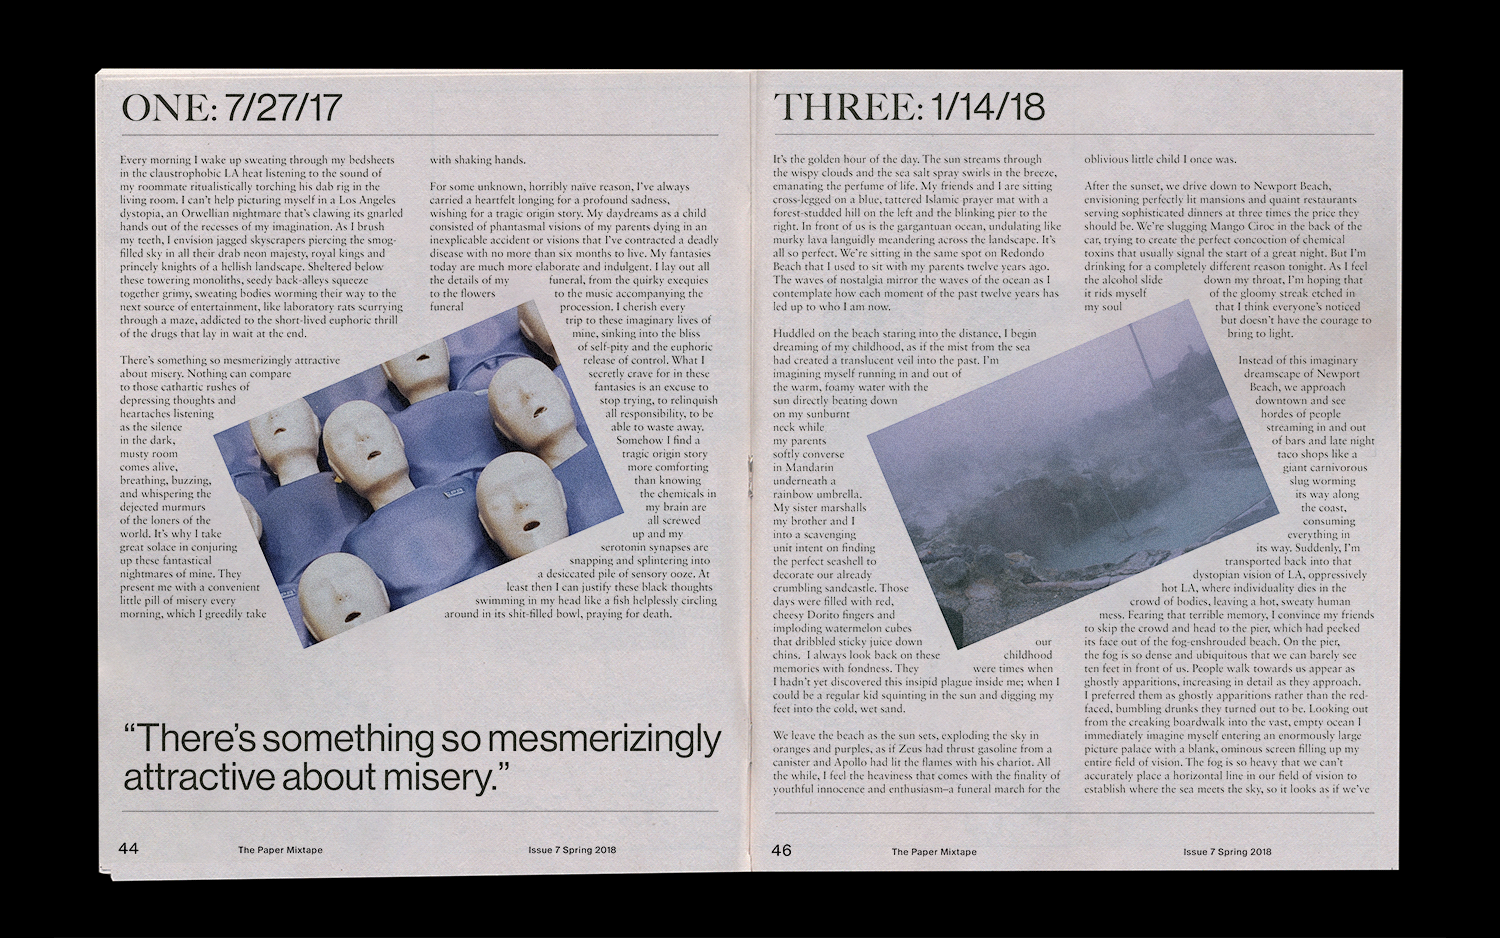 ONE: 7/27/17
Every morning I wake up sweating through my bedsheets
in the claustrophobic LA heat listening to the sound of
my roommate ritualistically torching his dab rig in the
living room. I can't help picturing myself in a Los Angeles
dystopia, an Orwellian nightmare that's clawing its gnarled
hands out of the recesses of my imagination. As I brush
my teeth, I envision jagged skyscrapers piercing the smog-
filled sky in all their drab neon majesty, royal kings and
princely knights of a hellish landscape. Sheltered below
these towering monoliths, seedy back-alleys squeeze
together grimy, sweating bodies worming their way to the
next source of entertainment, like laboratory rats scurrying
through a maze, addicted to the short-lived euphoric thrill
of the drugs that lay in wait at the end.
There's something so mesmerizingly attractive
about misery. Nothing can compare
to those cathartic rushes of
depressing thoughts and
heartaches listening
as the silence
in the dark,
musty room
comes alive,
breathing, buzzing,
and whispering the
dejected murmurs
of the loners of the
world. It's why I take
great solace in conjuring
up these fantastical
nightmares of mine. They
present me with a convenient
little pill of misery every
morning, which I greedily take
with shaking hands.
For some unknown, horribly naïve reason, I've always
carried a heartfelt longing for a profound sadness,
wishing for a tragic origin story. My daydreams as a child
consisted of phantasmal visions of my parents dying in an
inexplicable accident or visions that I've contracted a deadly
disease with no more than six months to live. My fantasies
today are much more elaborate and indulgent. I lay out all
the details of my funeral, from the quirky exequies
to the flowers to the music accompanying the
funeral procession. I cherish every
trip to these imaginary lives of
mine, sinking into the bliss
of self-pity and the euphoric
release of control. What I
secretly crave for in these
fantasies is an excuse to
stop trying, to relinquish
all responsibility, to be
able to waste away.
Somehow I find a
tragic origin story
more comforting
than knowing
the chemicals in
my brain are
all screwed
up and my
serotonin synapses are
snapping and splintering into
a desiccated pile of sensory ooze. At
least then I can justify these black thoughts
swimming in my head like a fish helplessly circling
around in its shit-filled bowl, praying for death.
“There's something so mesmerizingly
attractive about misery.”
44 The Paper Mixtape Issue 7 Spring 2018
THREE: 1/14/18
It's the golden hour of the day. The sun streams through
the wispy clouds and the sea salt spray swirls in the breeze,
emanating the perfume of life. My friends and I are sitting
cross-legged on a blue, tattered Islamic prayer mat with a
forest-studded hill on the left and the blinking pier to the
right. In front of us is the gargantuan ocean, undulating like
murky lava languidly meandering across the landscape. It's
all so perfect. We're sitting in the same spot on Redondo
Beach that I used to sit with my parents twelve years ago.
The waves of nostalgia mirror the waves of the ocean as I
contemplate how each moment of the past twelve years has
led up to who I am now.
Huddled on the beach staring into the distance, I begin
dreaming of my childhood, as if the mist from the sea
had created a translucent veil into the past. I'm
imagining myself running in and out of
the warm, foamy water with the
sun directly beating down
on my sunburnt
neck while
my parents
softly converse
in Mandarin
underneath a
rainbow umbrella.
My sister marshalls
my brother and I
into a scavenging
unit intent on finding
the perfect seashell to
decorate our already
crumbling sandcastle. Those
days were filled with red,
cheesy Dorito fingers and
imploding watermelon cubes
that dribbled sticky juice down our
chins. I always look back on these childhood
memories with fondness. They were times when
I hadn't yet discovered this insipid plague inside me; when I
could be a regular kid squinting in the sun and digging my
feet into the cold, wet sand.
We leave the beach as the sun sets, exploding the sky in
oranges and purples, as if Zeus had thrust gasoline from a
canister and Apollo had lit the flames with his chariot. All
the while, I feel the heaviness that comes with the finality of
youthful innocence and enthusiasm–a funeral march for the
oblivious little child I once was.
After the sunset, we drive down to Newport Beach,
envisioning perfectly lit mansions and quaint restaurants
serving sophisticated dinners at three times the price they
should be. We're slugging Mango Ciroc in the back of the
car, trying to create the perfect concoction of chemical
toxins that usually signal the start of a great night. But I'm
drinking for a completely different reason tonight. As I feel
the alcohol slide down my throat, I'm hoping that
it rids myself of the gloomy streak etched in
my soul that I think everyone's noticed
but doesn't have the courage to
bring to light.
Instead of this imaginary
dreamscape of Newport
Beach, we approach
downtown and see
hordes of people
streaming in and out
of bars and late night
taco shops like a
giant carnivorous
slug worming
its way along
the coast,
consuming
everything in
its way. Suddenly, I'm
transported back into that
dystopian vision of LA, oppressively
hot LA, where individuality dies in the
crowd of bodies, leaving a hot, sweaty human
mess. Fearing that terrible memory, I convince my friends
to skip the crowd and head to the pier, which had peeked
its face out of the fog-enshrouded beach. On the pier,
the fog is so dense and ubiquitous that we can barely see
ten feet in front of us. People walk towards us appear as
ghostly apparitions, increasing in detail as they approach.
I preferred them as ghostly apparitions rather than the red-
faced, bumbling drunks they turned out to be. Looking out
from the creaking boardwalk into the vast, empty ocean I
immediately imagine myself entering an enormously large
picture palace with a blank, ominous screen filling up my
entire field of vision. The fog is so heavy that we can't
accurately place a horizontal line in our field of vision to
establish where the sea meets the sky, so it looks as if we've
46 The Paper Mixtape Issue 7 Spring 2018